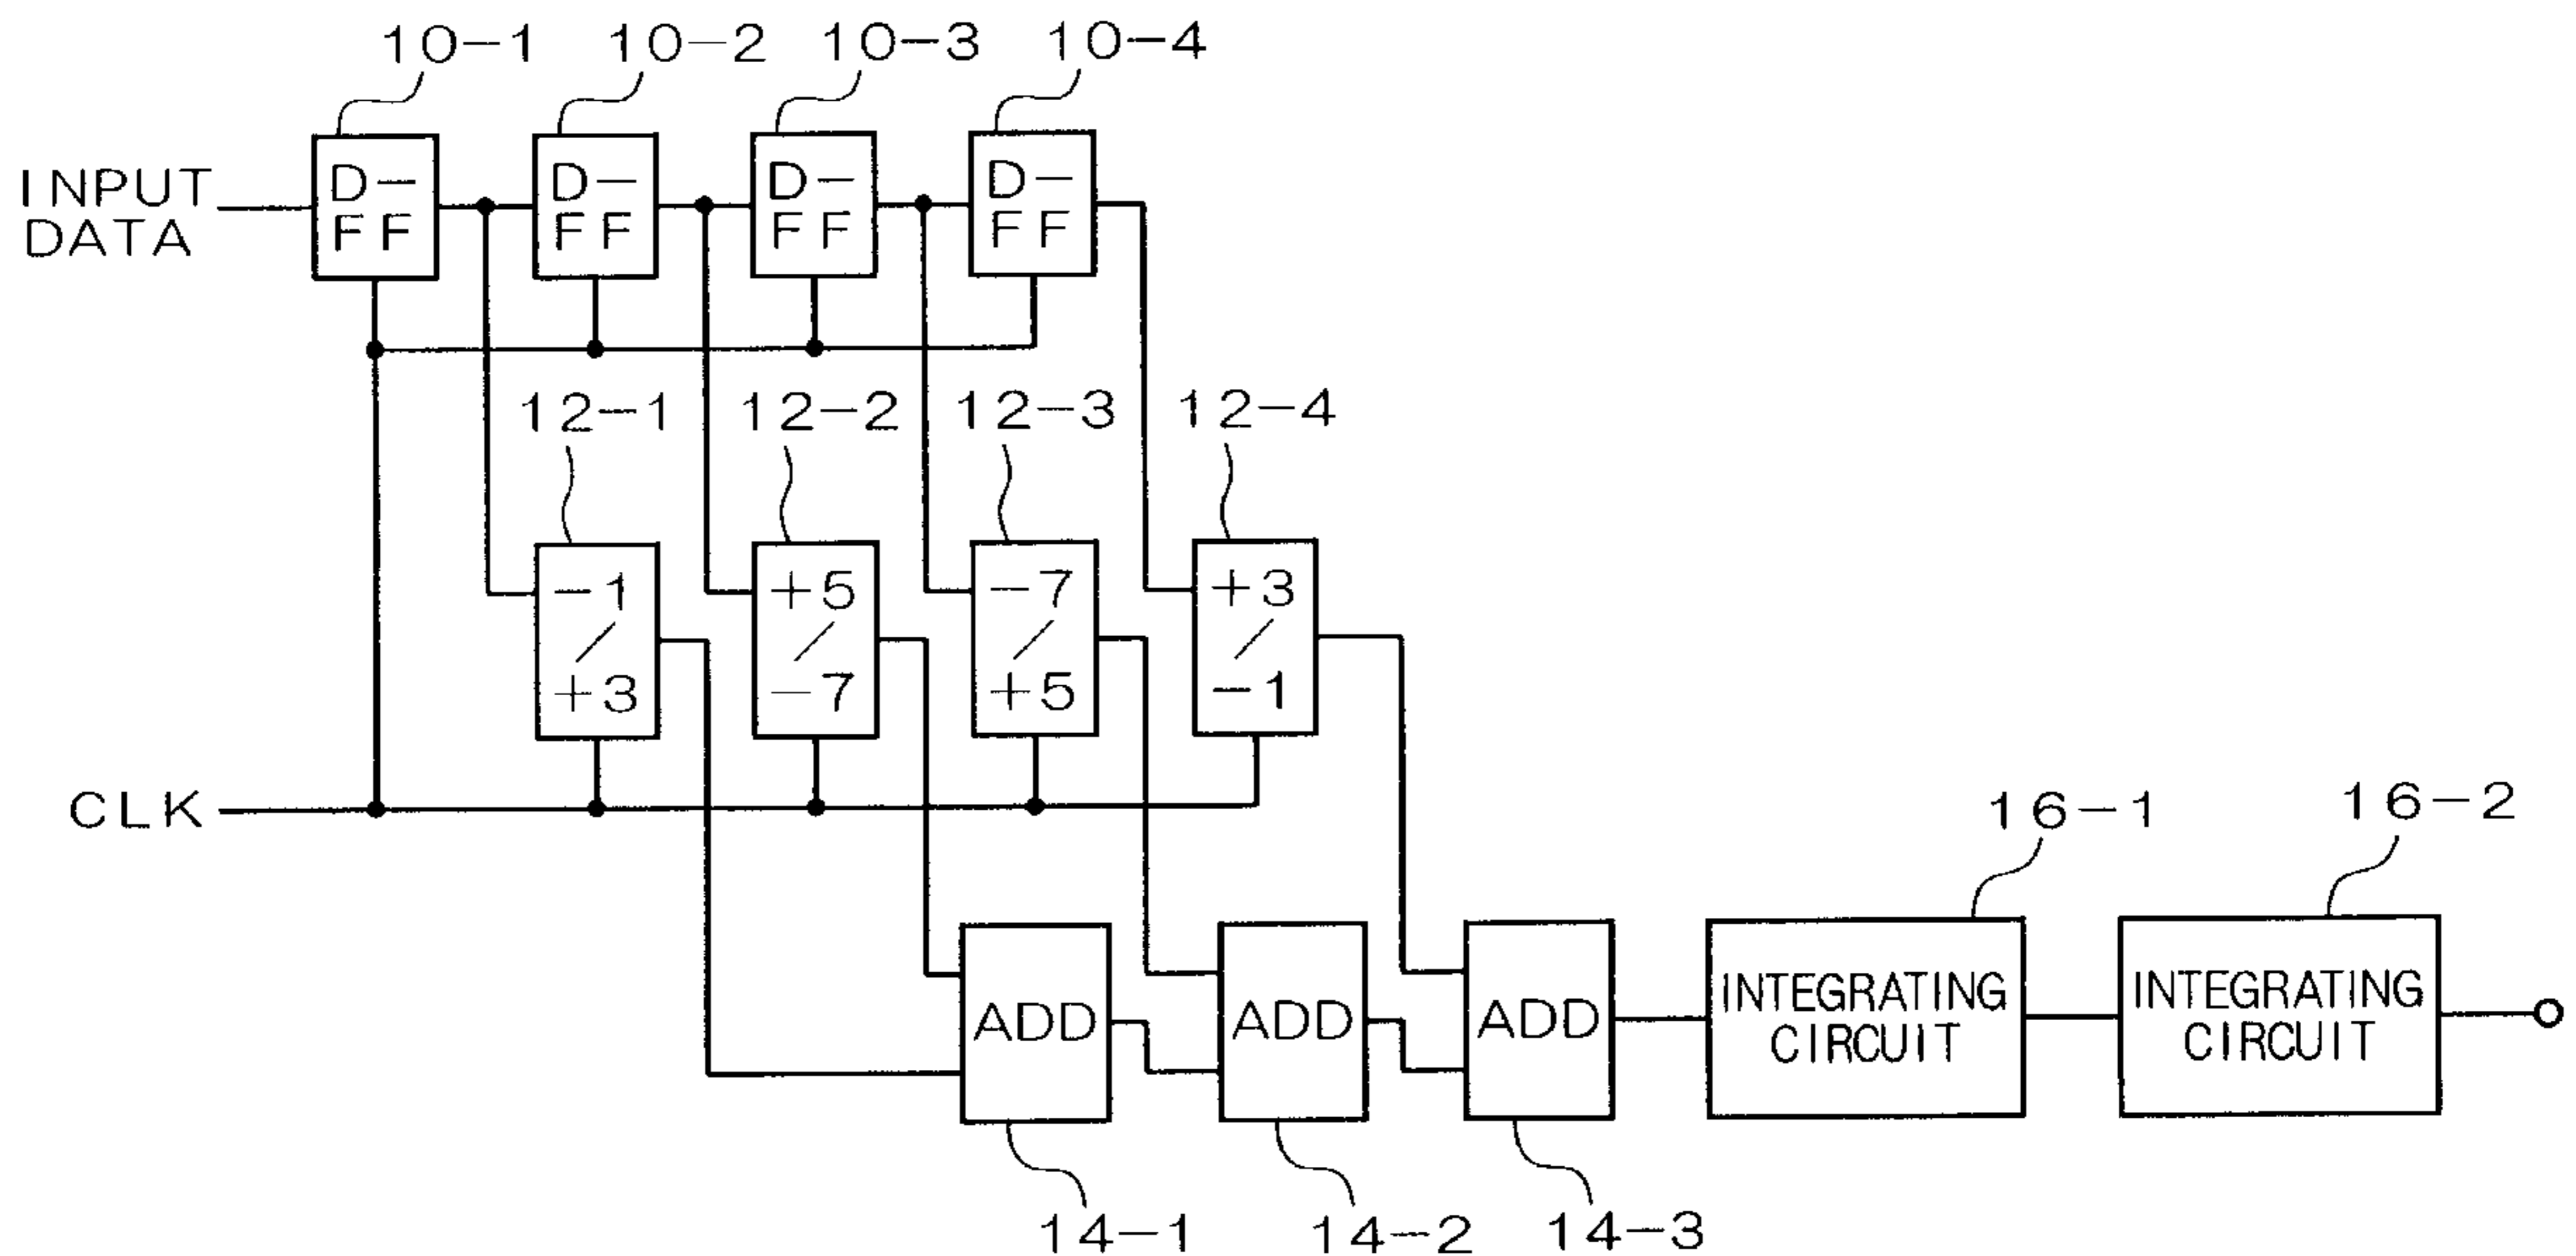 10-1 10-2 10-3 10-4
INPUT DATA
D-FF
D-FF
D-FF
D-FF
12-1 12-2 12-3 12-4
-1/+3
+5/-7
-7/+5
+3/-1
CLK
16-1 16-2
ADD
ADD
ADD
INTEGRATING
CIRCUIT
INTEGRATING
CIRCUIT
14-1 14-2 14-3